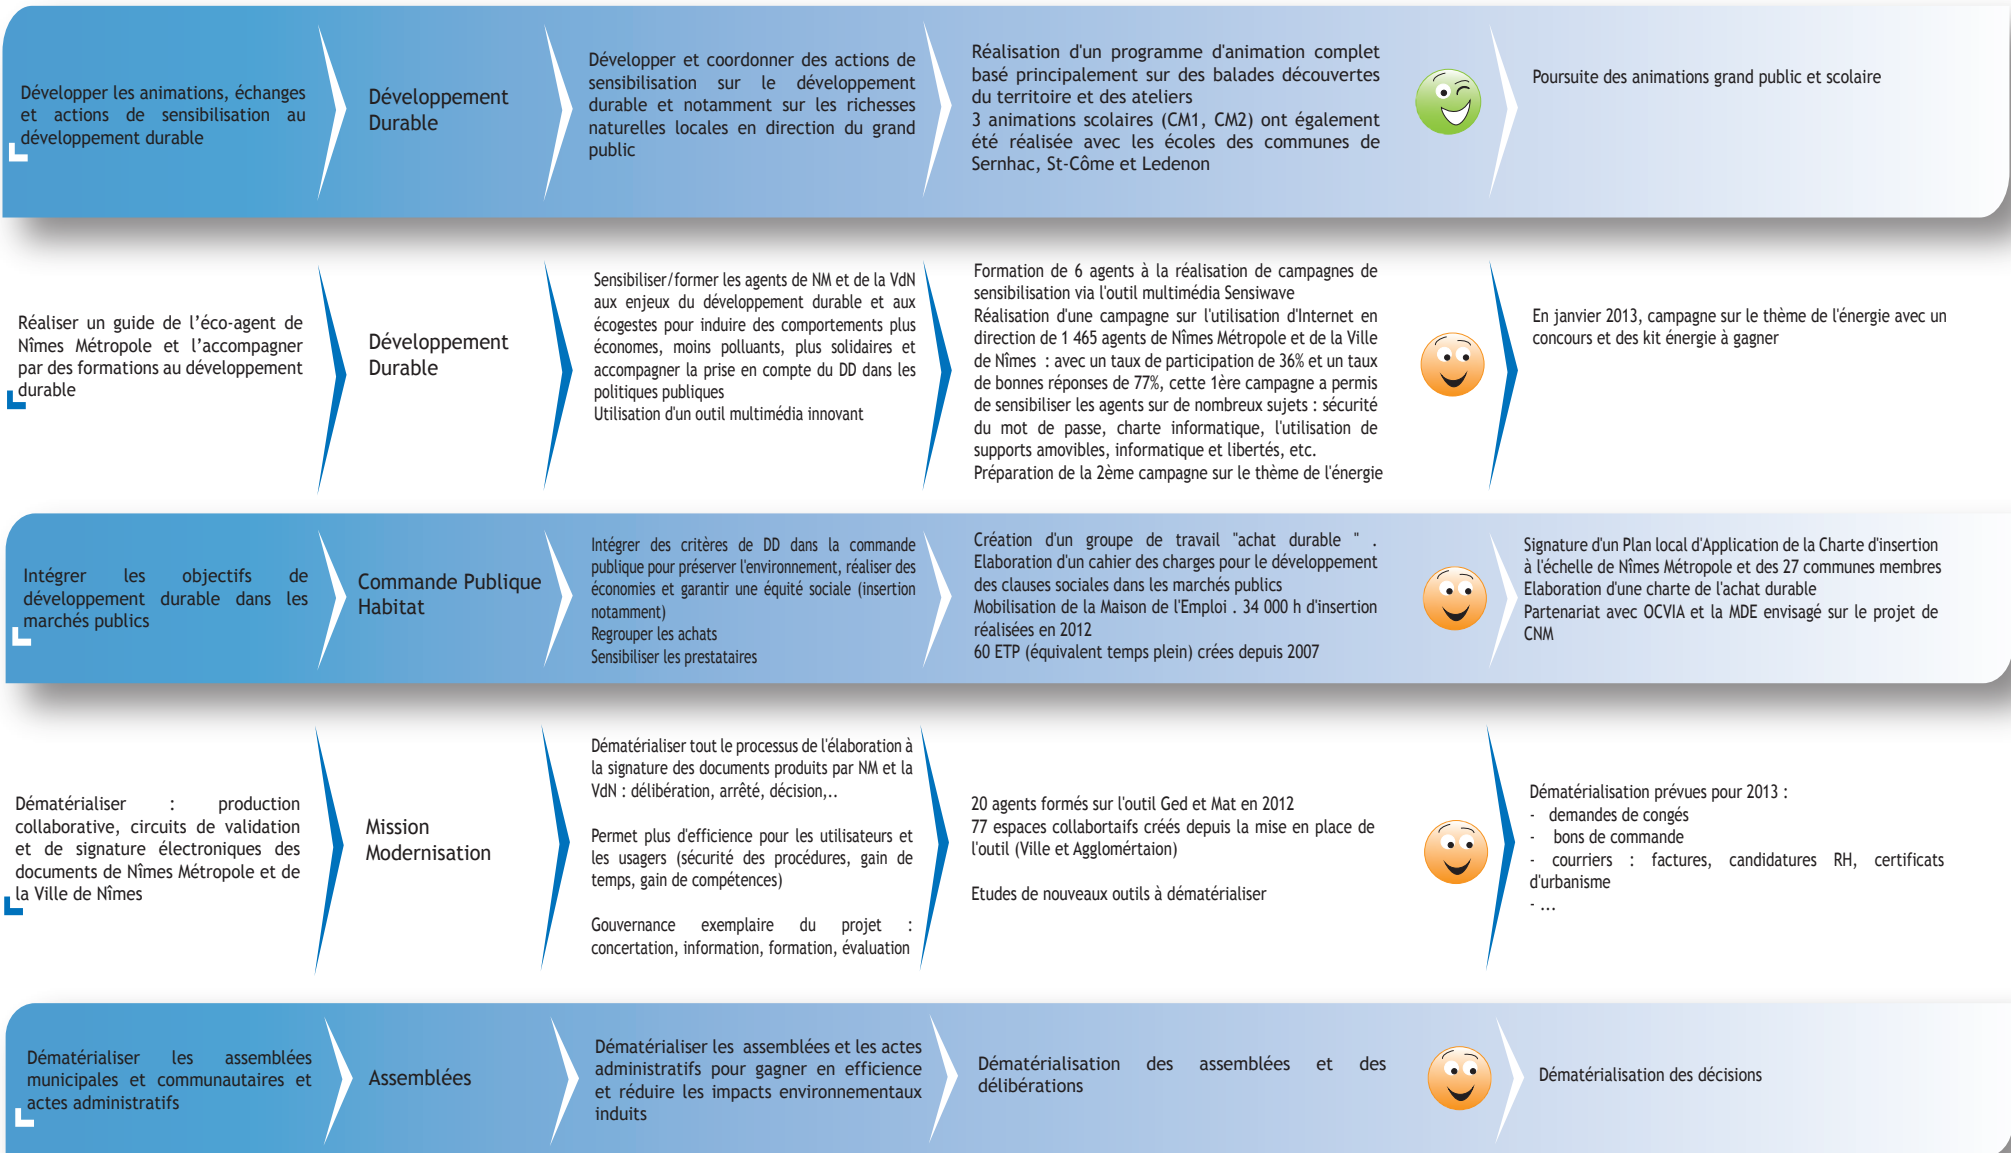 Développer les animations, échanges
et actions de sensibilisation au
développement durable
Développement
Durable
Développer et coordonner des actions de
sensibilisation sur le développement
durable et notamment sur les richesses
naturelles locales en direction du grand
public
Réalisation d'un programme d'animation complet
basé principalement sur des balades découvertes
du territoire et des ateliers
3 animations scolaires (CM1, CM2) ont également
été réalisée avec les écoles des communes de
Sernhac, St-Côme et Ledenon
Poursuite des animations grand public et scolaire
Réaliser un guide de l’éco-agent de
Nîmes Métropole et l’accompagner
par des formations au développement
durable
Développement
Durable
Sensibiliser/former les agents de NM et de la VdN
aux enjeux du développement durable et aux
écogestes pour induire des comportements plus
économes, moins polluants, plus solidaires et
accompagner la prise en compte du DD dans les
politiques publiques
Utilisation d'un outil multimédia innovant
Formation de 6 agents à la réalisation de campagnes de
sensibilisation via l'outil multimédia Sensiwave
Réalisation d'une campagne sur l'utilisation d'Internet en
direction de 1 465 agents de Nîmes Métropole et de la Ville
de Nîmes : avec un taux de participation de 36% et un taux
de bonnes réponses de 77%, cette 1ère campagne a permis
de sensibiliser les agents sur de nombreux sujets : sécurité
du mot de passe, charte informatique, l'utilisation de
supports amovibles, informatique et libertés, etc.
Préparation de la 2ème campagne sur le thème de l'énergie
En janvier 2013, campagne sur le thème de l'énergie avec un
concours et des kit énergie à gagner
Intégrer les objectifs de
développement durable dans les
marchés publics
Commande Publique
Habitat
Intégrer des critères de DD dans la commande
publique pour préserver l'environnement, réaliser des
économies et garantir une équité sociale (insertion
notamment)
Regrouper les achats
Sensibiliser les prestataires
Création d'un groupe de travail "achat durable " .
Elaboration d'un cahier des charges pour le développement
des clauses sociales dans les marchés publics
Mobilisation de la Maison de l'Emploi . 34 000 h d'insertion
réalisées en 2012
60 ETP (équivalent temps plein) crées depuis 2007
Signature d'un Plan local d'Application de la Charte d'insertion
à l'échelle de Nîmes Métropole et des 27 communes membres
Elaboration d'une charte de l'achat durable
Partenariat avec OCVIA et la MDE envisagé sur le projet de
CNM
Dématérialiser : production
collaborative, circuits de validation
et de signature électroniques des
documents de Nîmes Métropole et de
la Ville de Nîmes
Mission
Modernisation
Dématérialiser tout le processus de l'élaboration à
la signature des documents produits par NM et la
VdN : délibération, arrêté, décision,..
Permet plus d'efficience pour les utilisateurs et
les usagers (sécurité des procédures, gain de
temps, gain de compétences)
Gouvernance exemplaire du projet :
concertation, information, formation, évaluation
20 agents formés sur l'outil Ged et Mat en 2012
77 espaces collabortaifs créés depuis la mise en place de
l'outil (Ville et Agglomértaion)
Etudes de nouveaux outils à dématérialiser
Dématérialisation prévues pour 2013 :
- demandes de congés
- bons de commande
- courriers : factures, candidatures RH, certificats
d'urbanisme
- ...
Dématérialiser les assemblées
municipales et communautaires et
actes administratifs
Assemblées
Dématérialiser les assemblées et les actes
administratifs pour gagner en efficience
et réduire les impacts environnementaux
induits
Dématérialisation des assemblées et des
délibérations
Dématérialisation des décisions